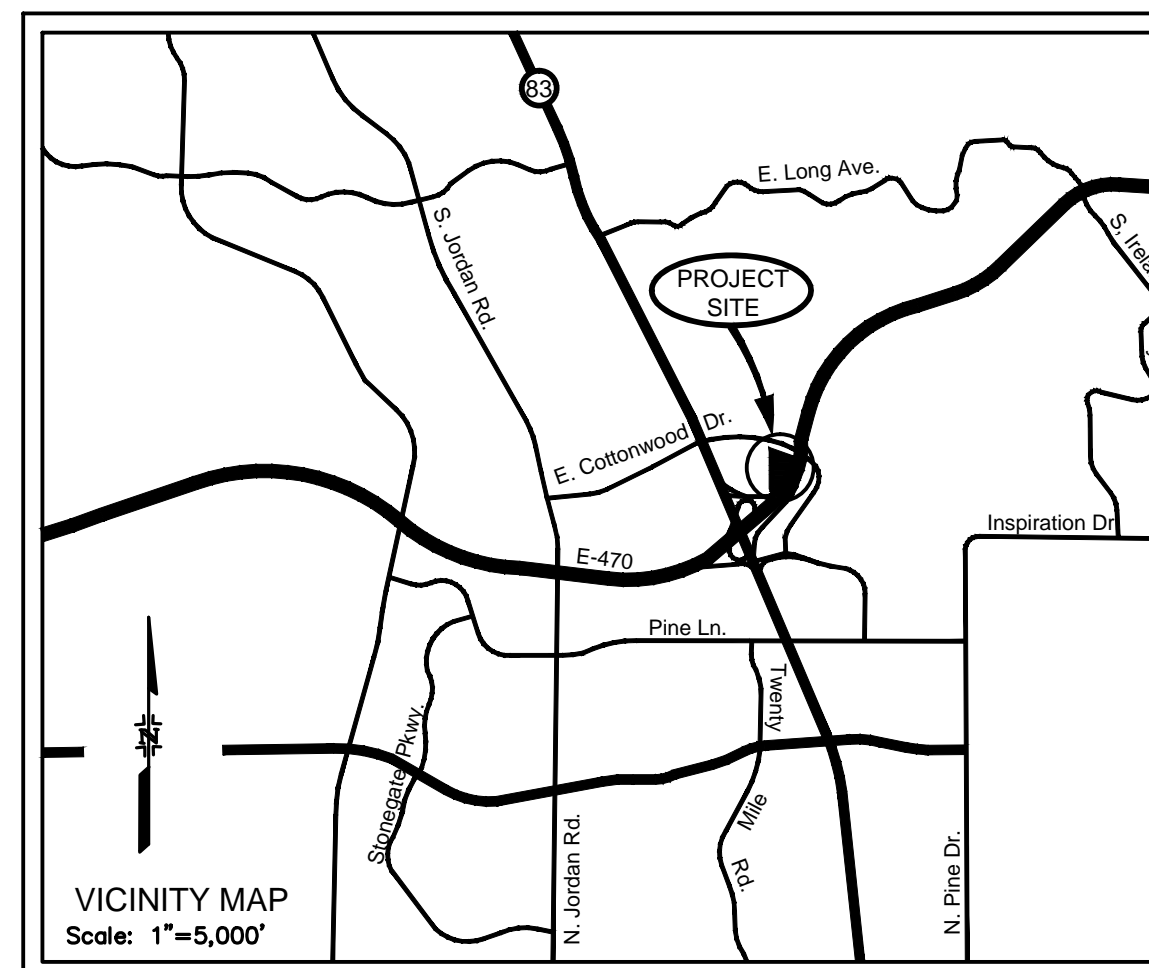 83
E. Long Ave.
S. Jordan Rd.
PROJECT
SITE
S, Irela
E. Cottonwood Dr.
Inspiration Dr
E-470
Pine Ln.
Twenty
Mile
Rd.
Stonegate Pkwy.
N. Jordan Rd.
N. Pine Dr.
N
VICINITY MAP
Scale: 1"=5,000'